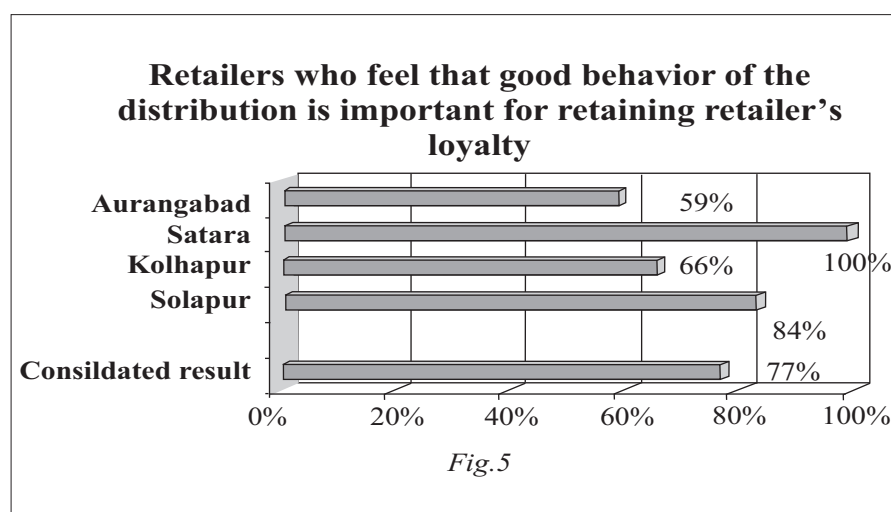 Retailers who feel that good behavior of the
distribution is important for retaining retailer’s
loyalty
Aurangabad
59%
Satara
100%
Kolhapur
66%
Solapur
84%
Consildated result
77%
0%
20%
40%
60%
80%
100%
Fig.5